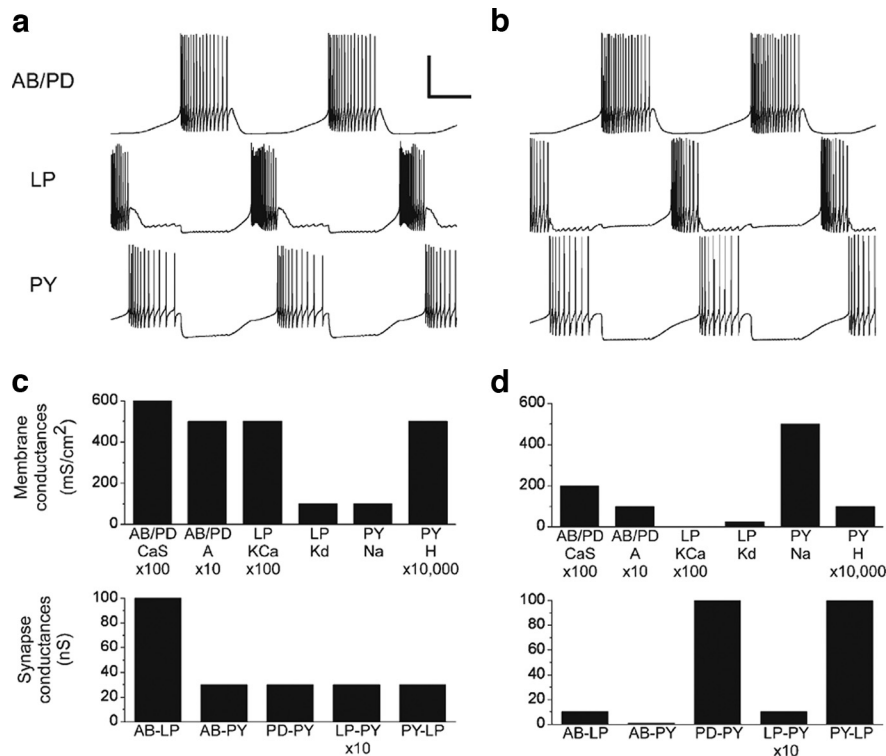 a
b
AB/PD
LP
PY
c
d
Membrane
conductances
(mS/cm2)
600
400
200
0
AB/PD AB/PD LP LP PY PY
CaS A KCa Kd Na H
x100 x10 x100 x10,000
600
400
200
0
AB/PD AB/PD LP LP PY PY
CaS A KCa Kd Na H
x100 x10 x100 x10,000
Synapse
conductances
(nS)
100
80
60
40
20
0
AB-LP AB-PY PD-PY LP-PY PY-LP
x10
100
80
60
40
20
0
AB-LP AB-PY PD-PY LP-PY PY-LP
x10